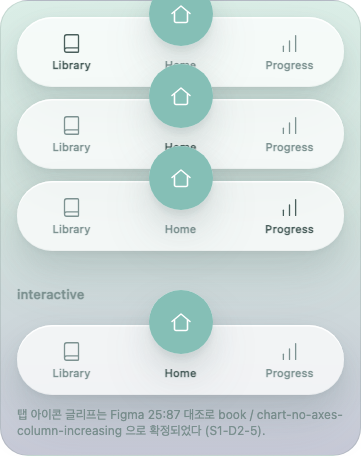 Library Home Progress
Library Home Progress
Library Home Progress
interactive
Library Home Progress
탭 아이콘 글리프는 Figma 25:87 대조로 book / chart-no-axes-
column-increasing 으로 확정되었다 (S1-D2-5).